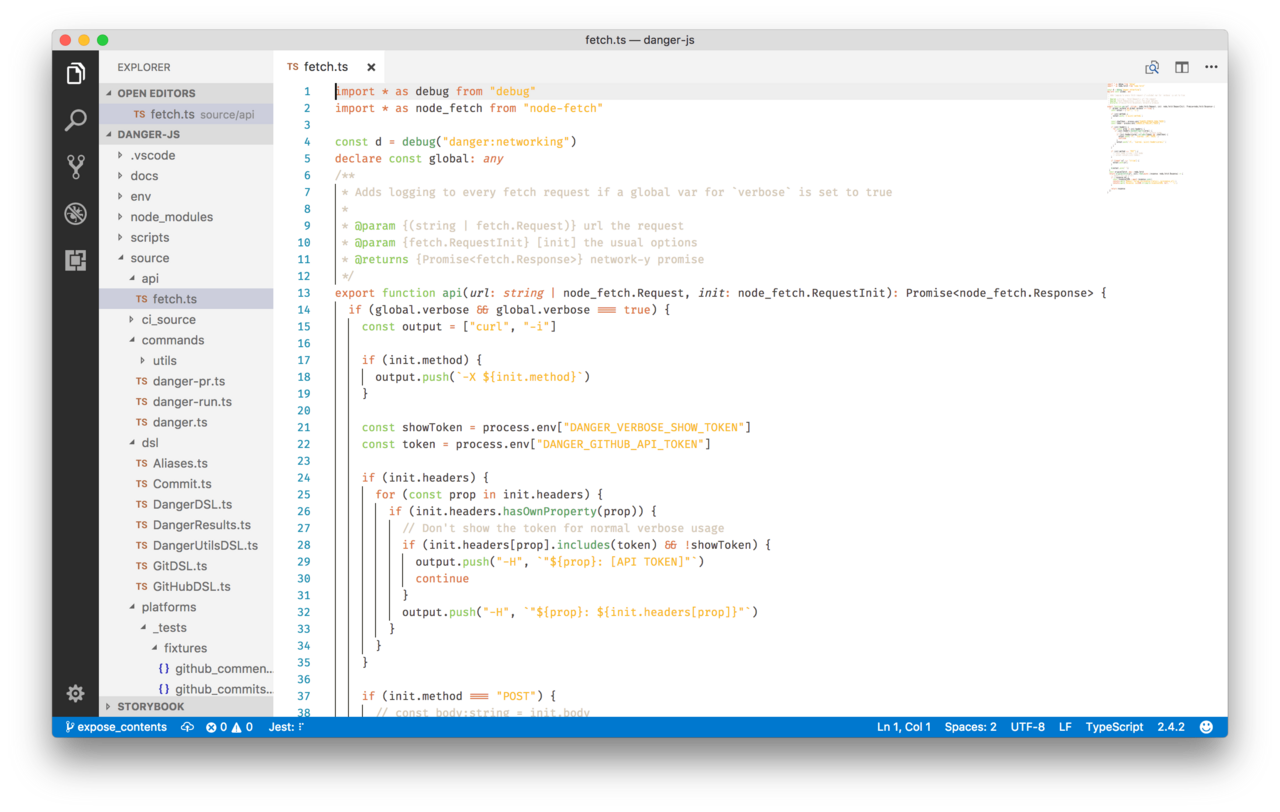 fetch.ts — danger-js
EXPLORER
OPEN EDITORS
TS fetch.ts source/api
DANGER-JS
.vscode
docs
env
node_modules
scripts
source
api
TS fetch.ts
ci_source
commands
utils
TS danger-pr.ts
TS danger-run.ts
TS danger.ts
dsl
TS Aliases.ts
TS Commit.ts
TS DangerDSL.ts
TS DangerResults.ts
TS DangerUtilsDSL.ts
TS GitDSL.ts
TS GitHubDSL.ts
platforms
_tests
fixtures
{} github_commen...
{} github_commits...
STORYBOOK
TS fetch.ts ×
1 import * as debug from "debug"
2 import * as node_fetch from "node-fetch"
3
4 const d = debug("danger:networking")
5 declare const global: any
6 /**
7 * Adds logging to every fetch request if a global var for `verbose` is set to true
8 *
9 * @param {(string | fetch.Request)} url the request
10 * @param {fetch.RequestInit} [init] the usual options
11 * @returns {Promise<fetch.Response>} network-y promise
12 */
13 export function api(url: string | node_fetch.Request, init: node_fetch.RequestInit): Promise<node_fetch.Response> {
14 if (global.verbose && global.verbose === true) {
15 const output = ["curl", "-i"]
16
17 if (init.method) {
18 output.push(`-X ${init.method}`)
19 }
20
21 const showToken = process.env["DANGER_VERBOSE_SHOW_TOKEN"]
22 const token = process.env["DANGER_GITHUB_API_TOKEN"]
23
24 if (init.headers) {
25 for (const prop in init.headers) {
26 if (init.headers.hasOwnProperty(prop)) {
27 // Don't show the token for normal verbose usage
28 if (init.headers[prop].includes(token) && !showToken) {
29 output.push("-H", `"${prop}: [API TOKEN]"`)
30 continue
31 }
32 output.push("-H", `"${prop}: ${init.headers[prop]}"`)
33 }
34 }
35 }
36
37 if (init.method === "POST") {
38 // const body:string = init.body
expose_contents 0 0 Jest: Ln 1, Col 1 Spaces: 2 UTF-8 LF TypeScript 2.4.2